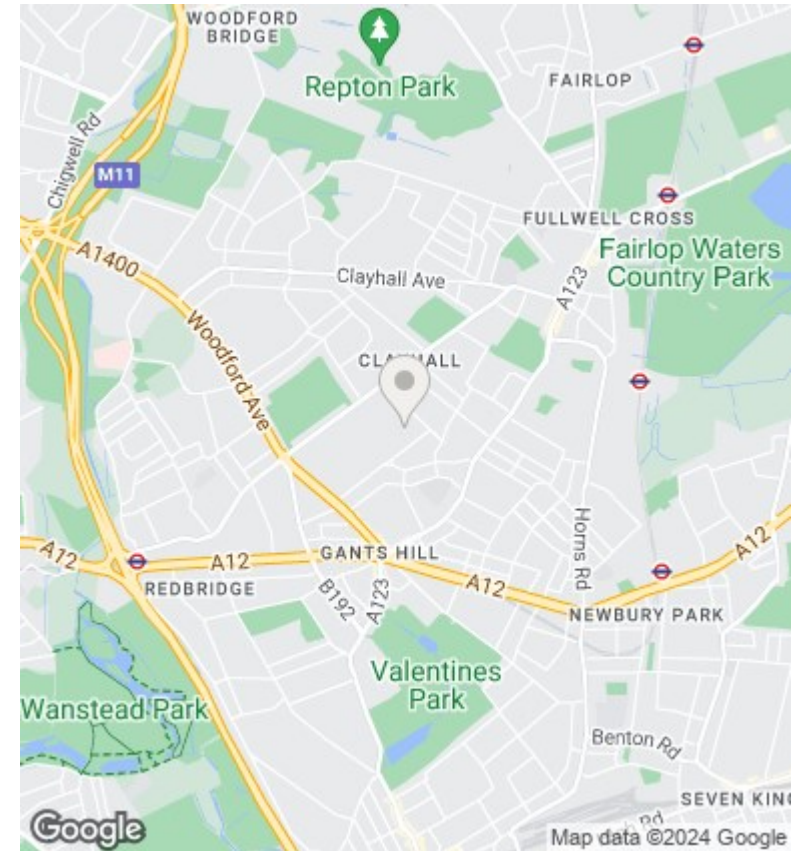 WOODFORD
BRIDGE
Repton Park
FAIRLOP
Chigwell Rd
M11
FULLWELL CROSS
A1400
Fairlop Waters
Country Park
Clayhall Ave
A123
Woodford Ave
Horns Rd
A12
A12
GANTS HILL
A12
A12
REDBRIDGE
B192
A123
NEWBURY PARK
Valentines
Park
Wanstead Park
Benton Rd
SEVEN KING
Rd
Google
Map data ©2024 Google